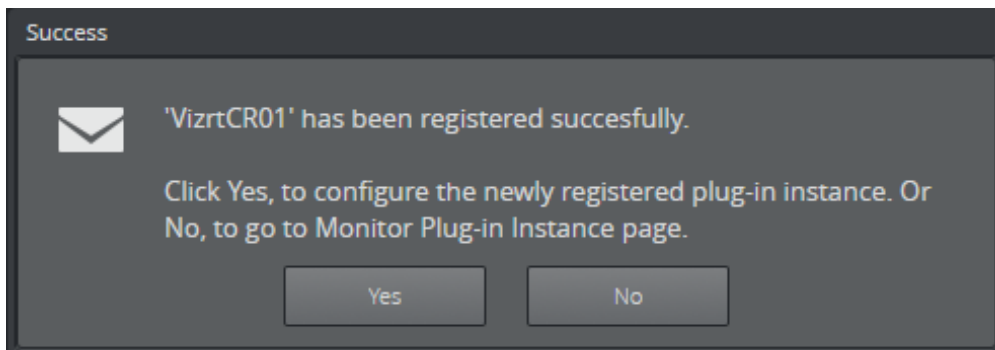 Success
'VizrtCR01' has been registered succesfully.
Click Yes, to configure the newly registered plug-in instance. Or
No, to go to Monitor Plug-in Instance page.
Yes
No